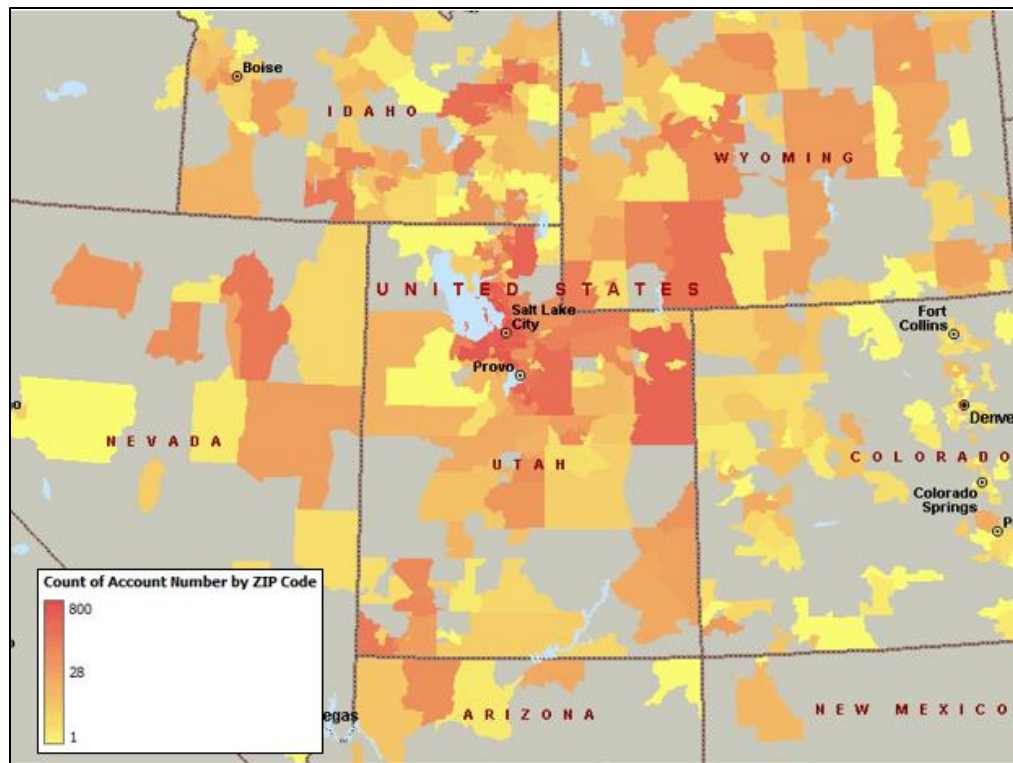 Boise
IDAHO
WYOMING
UNITED STATES
Salt Lake
City
Fort
Collins
Provo
Denve
NEVADA
UTAH
COLORADO
Colorado
Springs
P
o
Count of Account Number by ZIP Code
800
28
1
egas
ARIZONA
NEW MEXICO